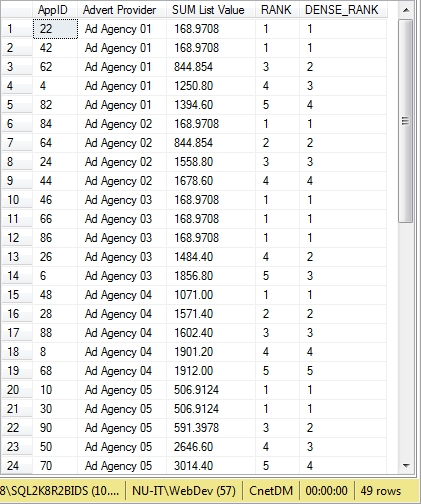 AppID Advert Provider SUM List Value RANK DENSE_RANK
1 22 Ad Agency 01 168.9708 1 1
2 42 Ad Agency 01 168.9708 1 1
3 62 Ad Agency 01 844.854 3 2
4 4 Ad Agency 01 1250.80 4 3
5 82 Ad Agency 01 1394.60 5 4
6 84 Ad Agency 02 168.9708 1 1
7 64 Ad Agency 02 844.854 2 2
8 24 Ad Agency 02 1558.80 3 3
9 44 Ad Agency 02 1678.60 4 4
10 46 Ad Agency 03 168.9708 1 1
11 66 Ad Agency 03 168.9708 1 1
12 86 Ad Agency 03 168.9708 1 1
13 26 Ad Agency 03 1484.40 4 2
14 6 Ad Agency 03 1856.80 5 3
15 48 Ad Agency 04 1071.00 1 1
16 28 Ad Agency 04 1571.40 2 2
17 88 Ad Agency 04 1602.40 3 3
18 8 Ad Agency 04 1901.20 4 4
19 68 Ad Agency 04 1912.00 5 5
20 10 Ad Agency 05 506.9124 1 1
21 30 Ad Agency 05 506.9124 1 1
22 90 Ad Agency 05 591.3978 3 2
23 50 Ad Agency 05 2646.60 4 3
24 70 Ad Agency 05 3014.40 5 4
8\SQL2K8R2BIDS (10.... NU-IT\WebDev (57) CnetDM 00:00:00 49 rows